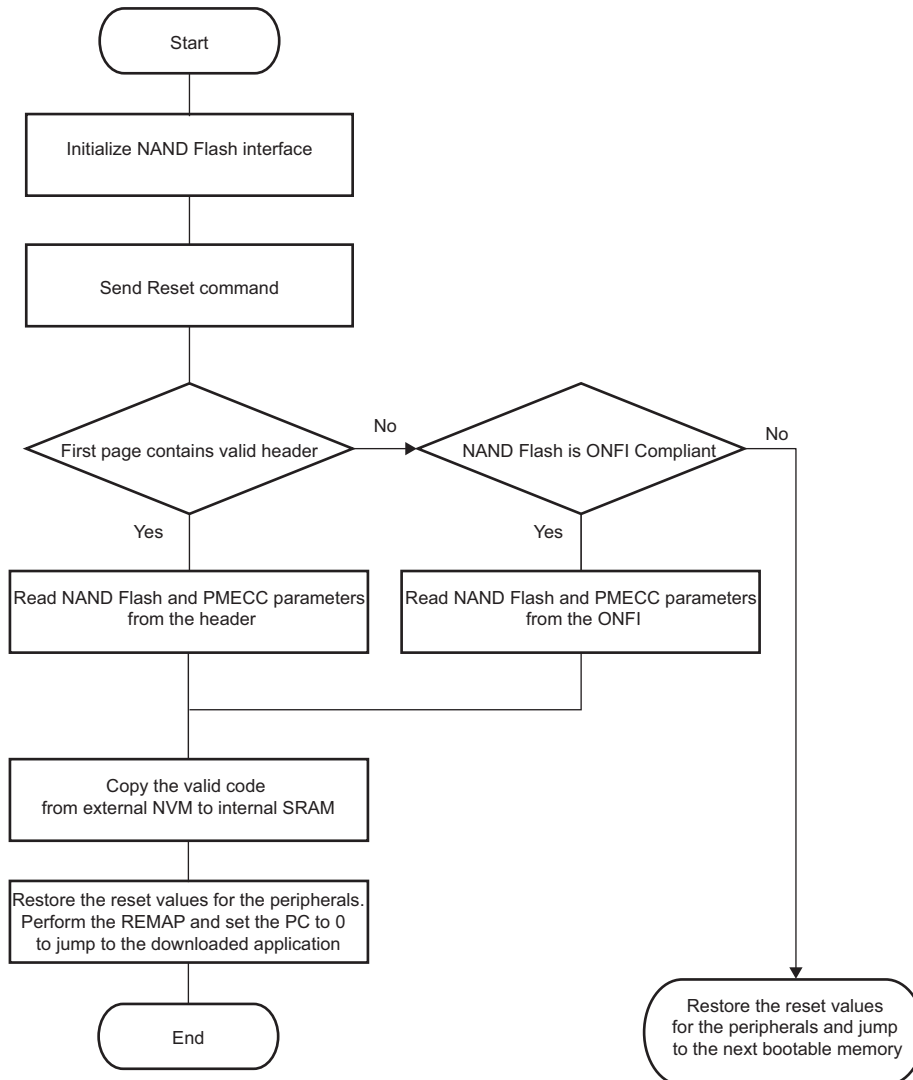 Start
Initialize NAND Flash interface
Send Reset command
First page contains valid header
No
NAND Flash is ONFI Compliant
No
Yes
Yes
Read NAND Flash and PMECC parameters
from the header
Read NAND Flash and PMECC parameters
from the ONFI
Copy the valid code
from external NVM to internal SRAM
Restore the reset values for the peripherals.
Perform the REMAP and set the PC to 0
to jump to the downloaded application
End
Restore the reset values
for the peripherals and jump
to the next bootable memory